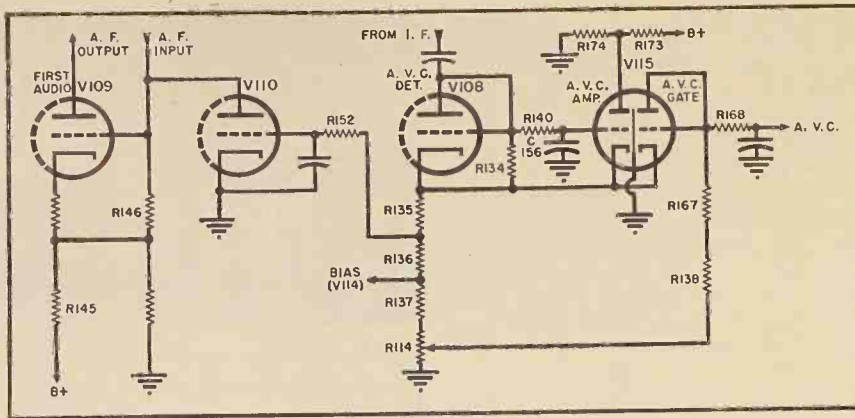 A. F.
OUTPUT
A. F.
INPUT
FIRST
AUDIO
V109
V110
R152
R146
R145
B+
FROM I. F.
A. V. C.
DET.
V108
R140
C
156
R134
R135
R136
BIAS
(V114)
R137
R114
R174
R173
B+
V115
A. V. C.
AMP.
A. V. C.
GATE
R168
A. V. C.
R167
R138